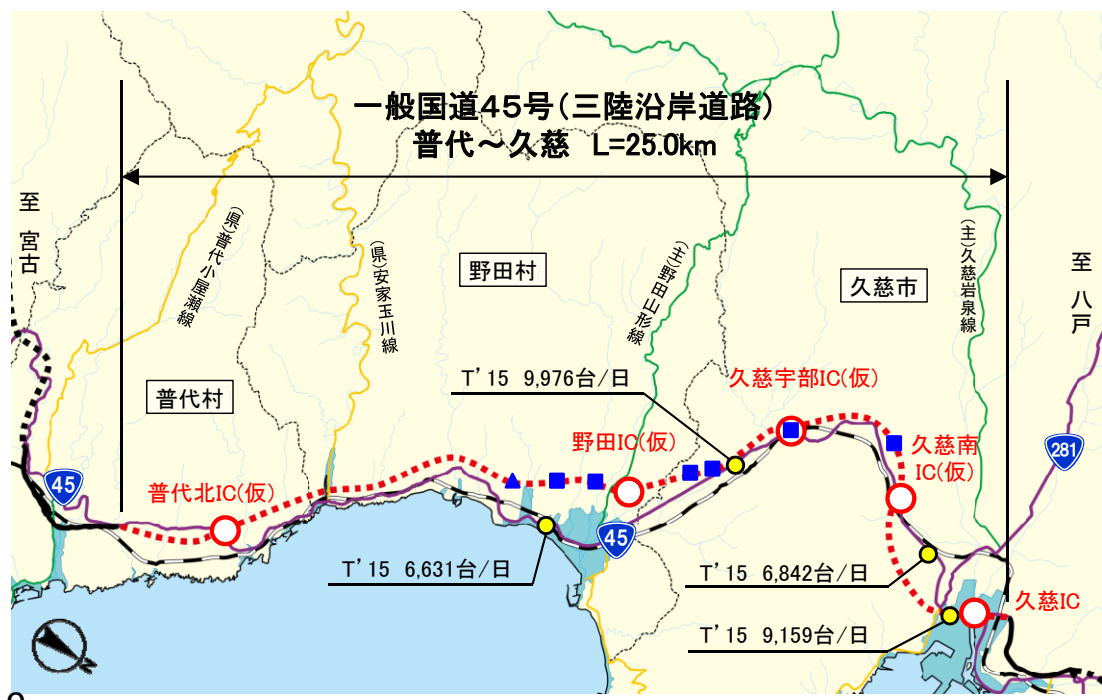 一般国道45号(三陸沿岸道路)
普代～久慈 L=25.0km
至 宮古
(県)普代小屋瀬線
(県)安家玉川線
野田村
(主)野田山形線
久慈市
(主)久慈岩泉線
至 八戸
普代村
T'15 9,976台/日
久慈宇部IC(仮)
野田IC(仮)
久慈南
IC(仮)
281
45
普代北IC(仮)
45
T'15 6,631台/日
T'15 6,842台/日
久慈IC
T'15 9,159台/日
N